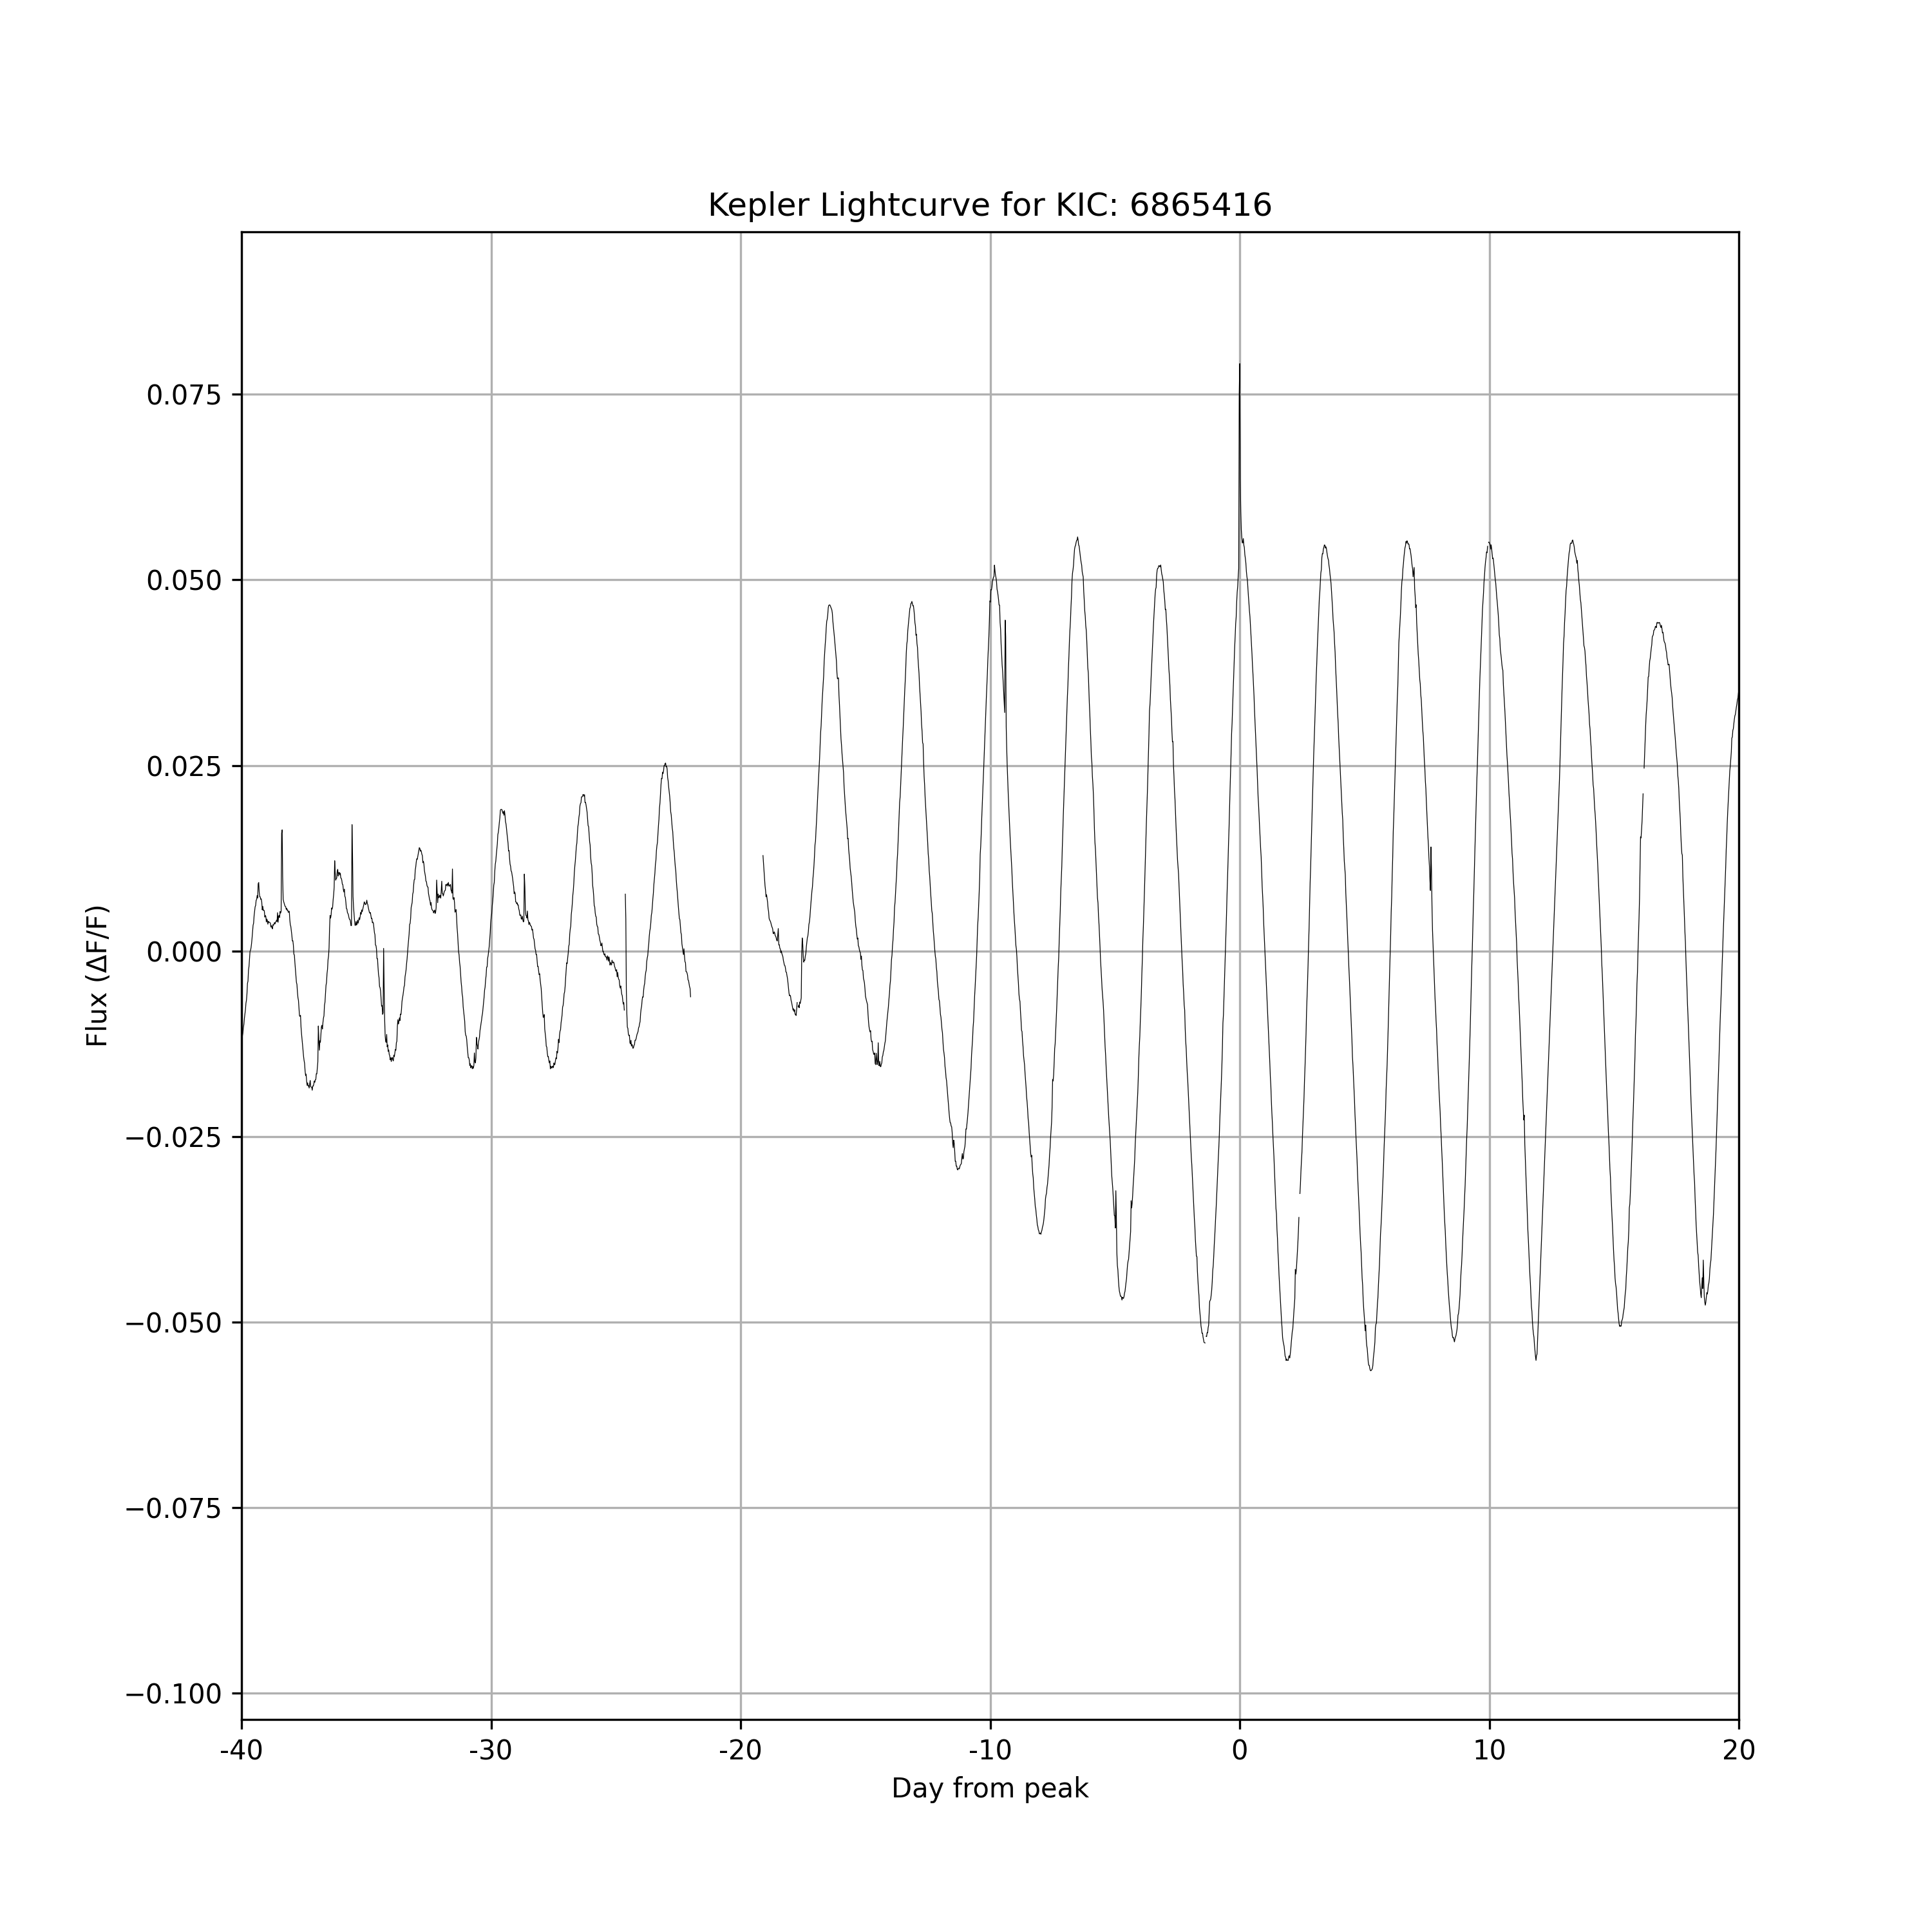 Kepler Lightcurve for KIC: 6865416
Flux (ΔF/F)
0.075
0.050
0.025
0.000
−0.025
−0.050
−0.075
−0.100
-40 -30 -20 -10 0 10 20
Day from peak